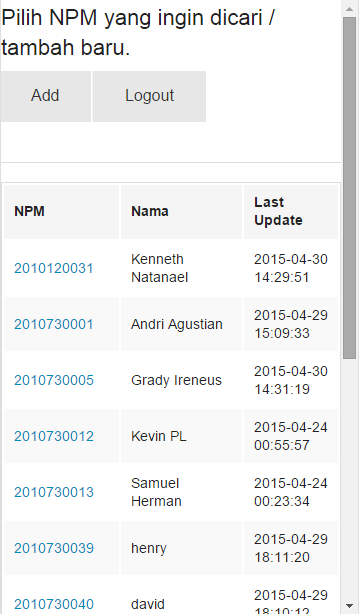 Pilih NPM yang ingin dicari /
tambah baru.
Add Logout
NPM Nama Last Update
2010120031 Kenneth Natanael 2015-04-30 14:29:51
2010730001 Andri Agustian 2015-04-29 15:09:33
2010730005 Grady Ireneus 2015-04-30 14:31:19
2010730012 Kevin PL 2015-04-24 00:55:57
2010730013 Samuel Herman 2015-04-24 00:23:34
2010730039 henry 2015-04-29 18:11:20
2010730040 david 2015-04-29 18:10:12